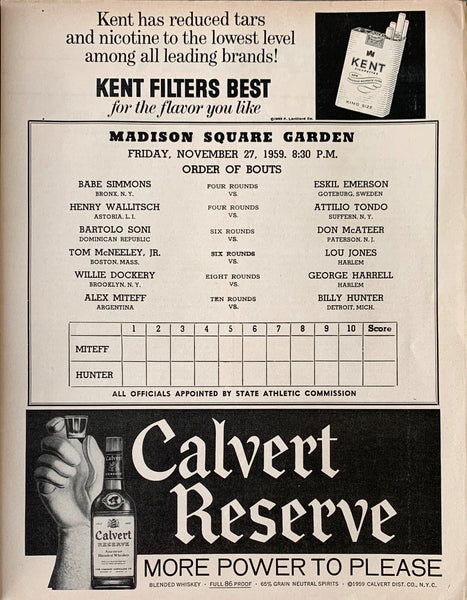 Kent has reduced tars
and nicotine to the lowest level
among all leading brands!
KENT FILTERS BEST
for the flavor you like
KENT
CIGARETTES
KING SIZE
©1959 P. Lorillard Co.
MADISON SQUARE GARDEN
FRIDAY, NOVEMBER 27, 1959. 8:30 P.M.
ORDER OF BOUTS
BABE SIMMONS FOUR ROUNDS ESKIL EMERSON
BRONX, N. Y. VS. GOTEBURG, SWEDEN
HENRY WALLITSCH FOUR ROUNDS ATTILIO TONDO
ASTORIA, L. I. VS. SUFFERN, N. Y.
BARTOLO SONI SIX ROUNDS DON McATEER
DOMINICAN REPUBLIC VS. PATERSON, N. J.
TOM McNEELEY, JR. SIX ROUNDS LOU JONES
BOSTON, MASS. VS. HARLEM
WILLIE DOCKERY EIGHT ROUNDS GEORGE HARRELL
BROOKLYN, N. Y. VS. HARLEM
ALEX MITEFF TEN ROUNDS BILLY HUNTER
ARGENTINA VS. DETROIT, MICH.
1 2 3 4 5 6 7 8 9 10 Score
MITEFF
HUNTER
ALL OFFICIALS APPOINTED BY STATE ATHLETIC COMMISSION
Calvert
Reserve
Calvert
RESERVE
American
Blended Whiskey
MORE POWER TO PLEASE
BLENDED WHISKEY • FULL 86 PROOF • 65% GRAIN NEUTRAL SPIRITS • ©1959 CALVERT DIST. CO., N.Y.C.